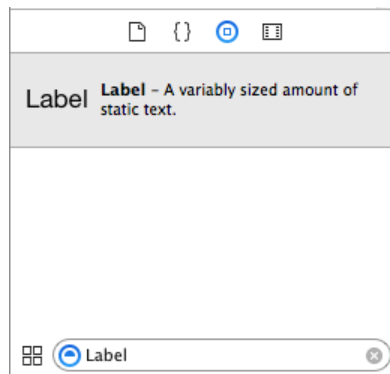 {}
Label
Label – A variably sized amount of
static text.
Label